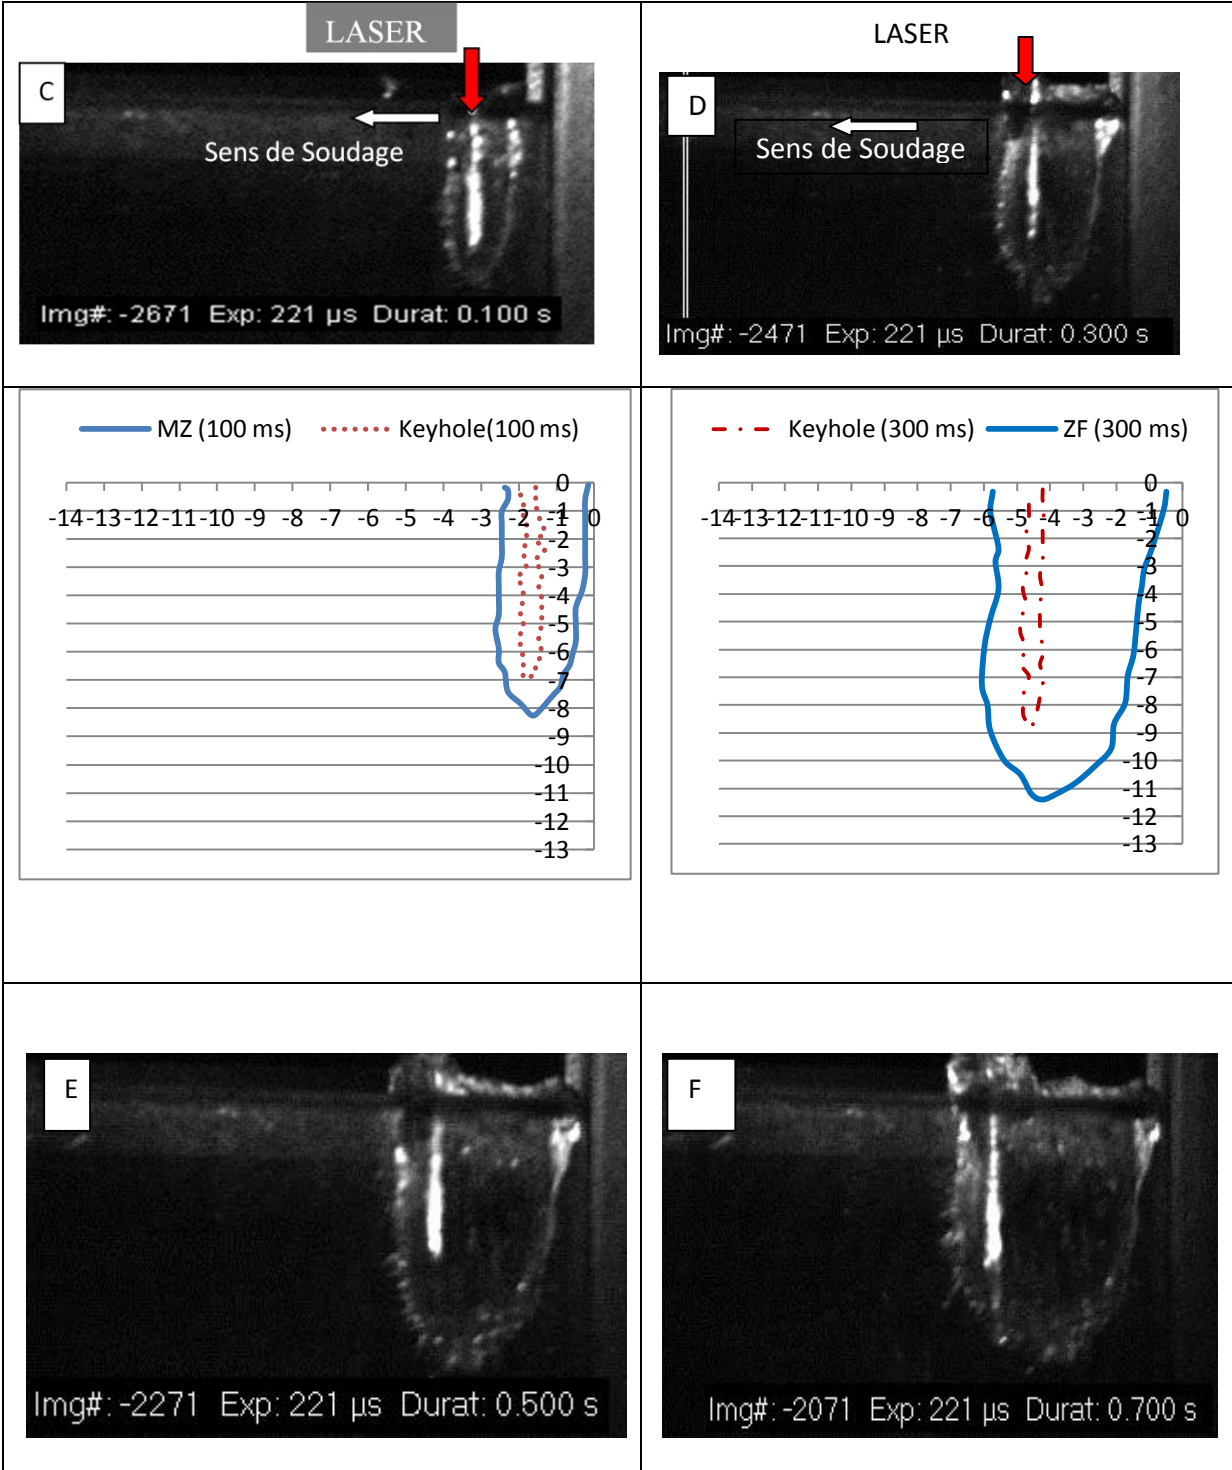 LASER
C
Sens de Soudage
Img#: -2671 Exp: 221 µs Durat: 0.100 s
LASER
D
Sens de Soudage
Img#: -2471 Exp: 221 µs Durat: 0.300 s
MZ (100 ms) Keyhole(100 ms)
0
-14 -13 -12 -11 -10 -9 -8 -7 -6 -5 -4 -3 -2 -1 0
-1
-2
-3
-4
-5
-6
-7
-8
-9
-10
-11
-12
-13
Keyhole (300 ms) ZF (300 ms)
0
-14 -13 -12 -11 -10 -9 -8 -7 -6 -5 -4 -3 -2 -1 0
-1
-2
-3
-4
-5
-6
-7
-8
-9
-10
-11
-12
-13
E
Img#: -2271 Exp: 221 µs Durat: 0.500 s
F
Img#: -2071 Exp: 221 µs Durat: 0.700 s